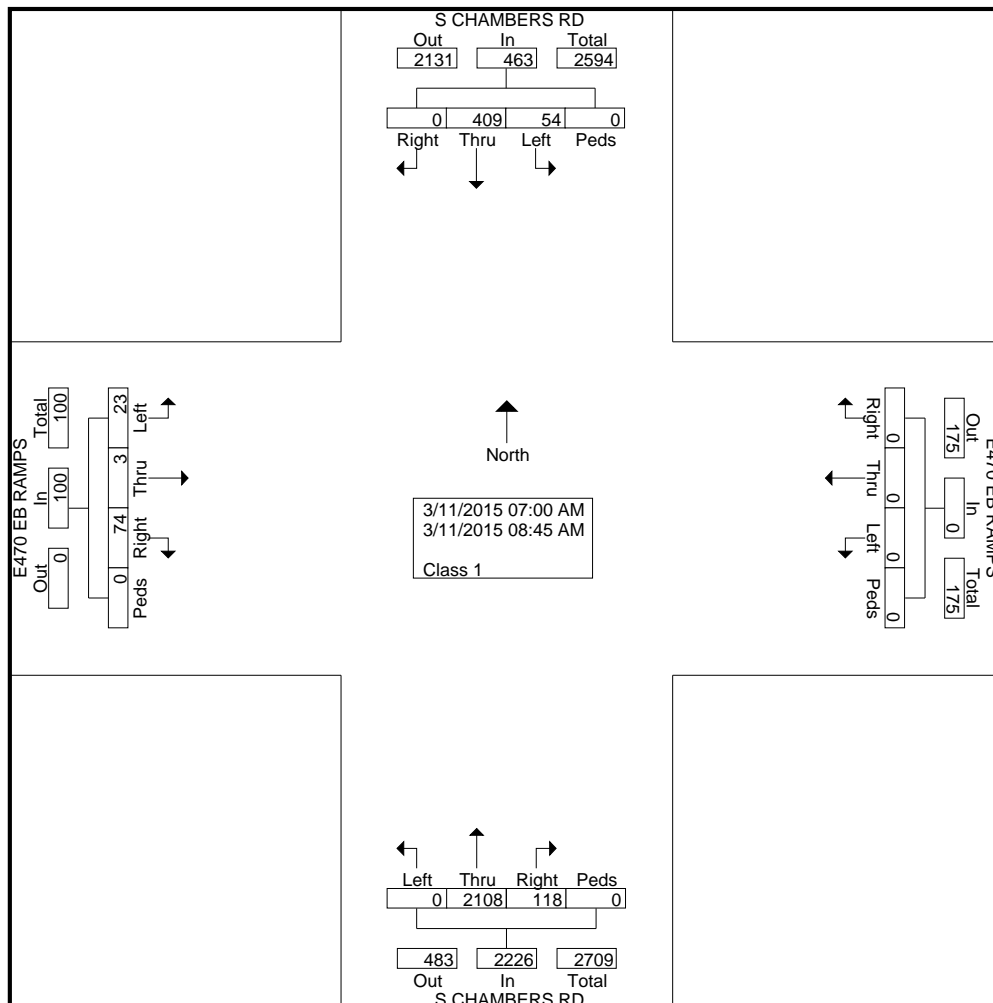 S CHAMBERS RD
Out In Total
2131 463 2594
0 409 54 0
Right Thru Left Peds
E470 EB RAMPS
Total In Out
100 100 0
23 3 74 0
Left Thru Right Peds
North
3/11/2015 07:00 AM
3/11/2015 08:45 AM
Class 1
Right Thru Left Peds
0 0 0 0
Out In Total
175 0 175
E470 EB RAMPS
Left Thru Right Peds
0 2108 118 0
483 2226 2709
Out In Total
S CHAMBERS RD